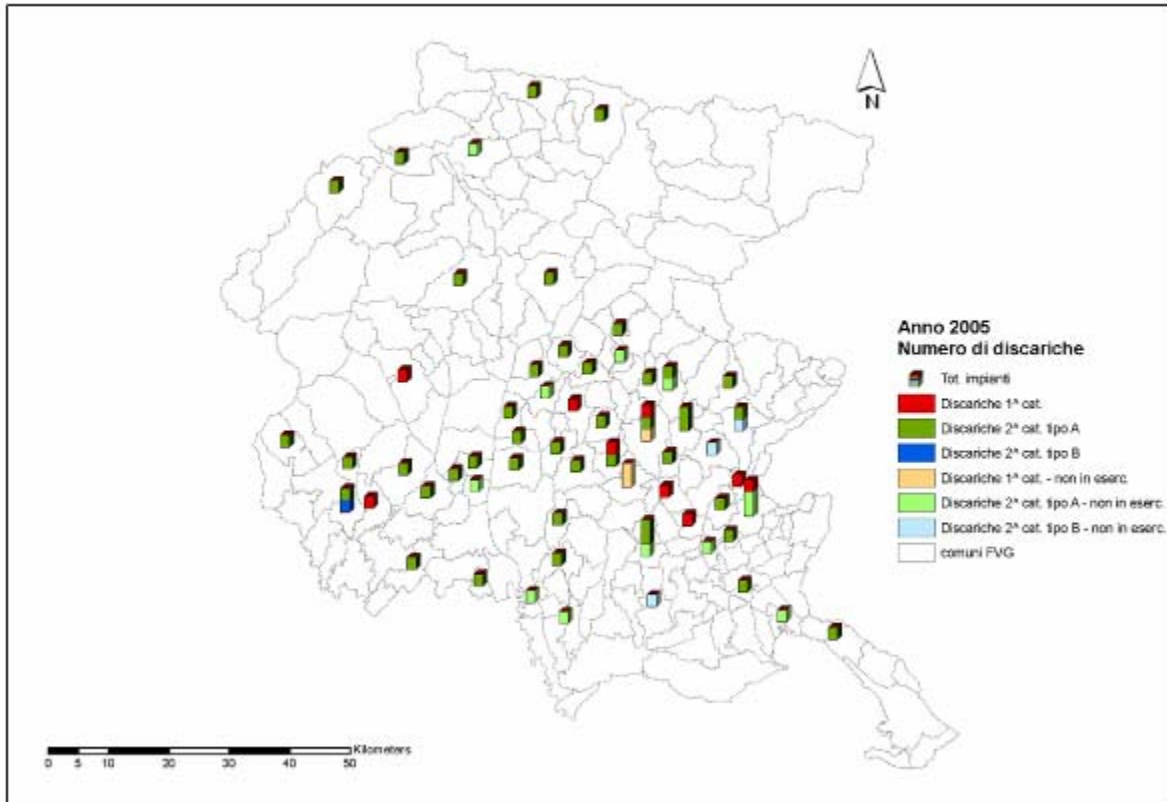 N
Anno 2005
Numero di discariche
Tot. impianti
Discariche 1ª cat.
Discariche 2ª cat. tipo A
Discariche 2ª cat. tipo B
Discariche 1ª cat. - non in eserc.
Discariche 2ª cat. tipo A - non in eserc.
Discariche 2ª cat. tipo B - non in eserc.
comuni FVG
Kilometers
0 5 10 20 30 40 50